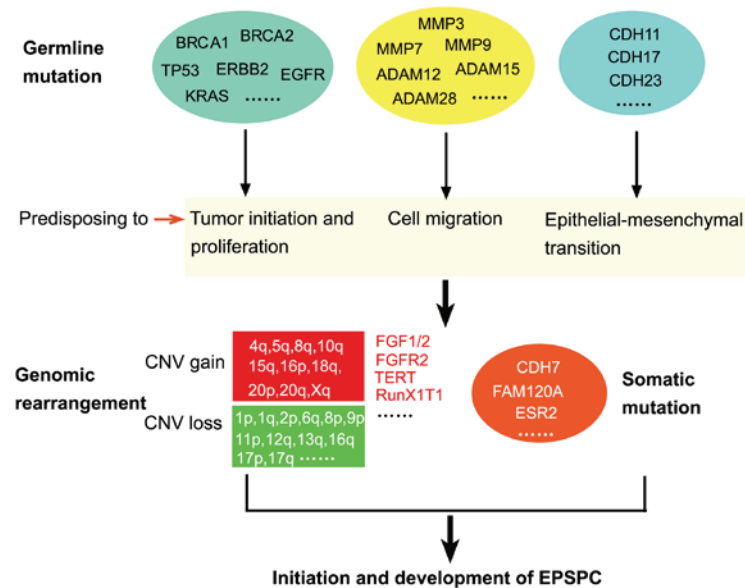 Germline
mutation
BRCA1 BRCA2
TP53 ERBB2 EGFR
KRAS ......
MMP3
MMP7 MMP9
ADAM12 ADAM15
ADAM28 ......
CDH11
CDH17
CDH23
......
Predisposing to
Tumor initiation and
proliferation
Cell migration
Epithelial-mesenchymal
transition
Genomic
rearrangement
CNV gain
4q,5q,8q,10q
15q,16p,18q,
20p,20q,Xq
CNV loss
1p,1q,2p,6q,8p,9p
11p,12q,13q,16q
17p,17q ......
FGF1/2
FGFR2
TERT
RunX1T1
......
CDH7
FAM120A
ESR2
......
Somatic
mutation
Initiation and development of EPSPC